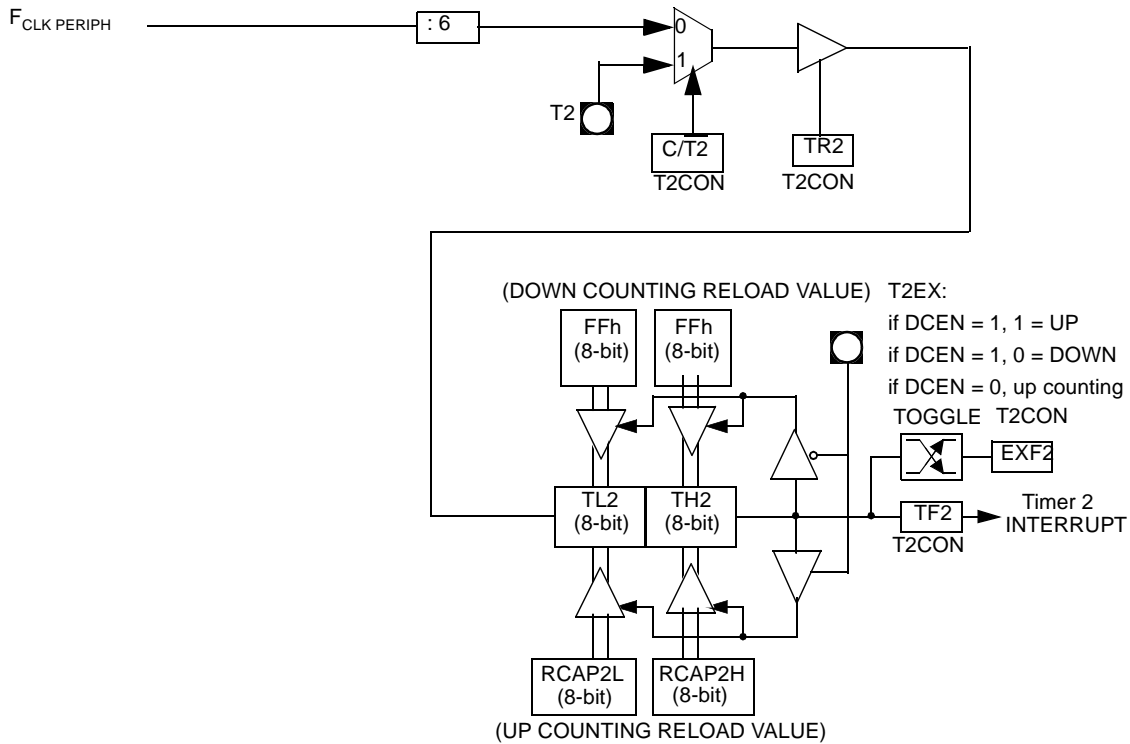 FCLK PERIPH
: 6
0
1
T2
C/T2
TR2
T2CON
T2CON
(DOWN COUNTING RELOAD VALUE)
T2EX:
if DCEN = 1, 1 = UP
if DCEN = 1, 0 = DOWN
if DCEN = 0, up counting
FFh
(8-bit)
FFh
(8-bit)
TOGGLE
T2CON
EXF2
TL2
(8-bit)
TH2
(8-bit)
TF2
T2CON
Timer 2
INTERRUPT
RCAP2L
(8-bit)
RCAP2H
(8-bit)
(UP COUNTING RELOAD VALUE)